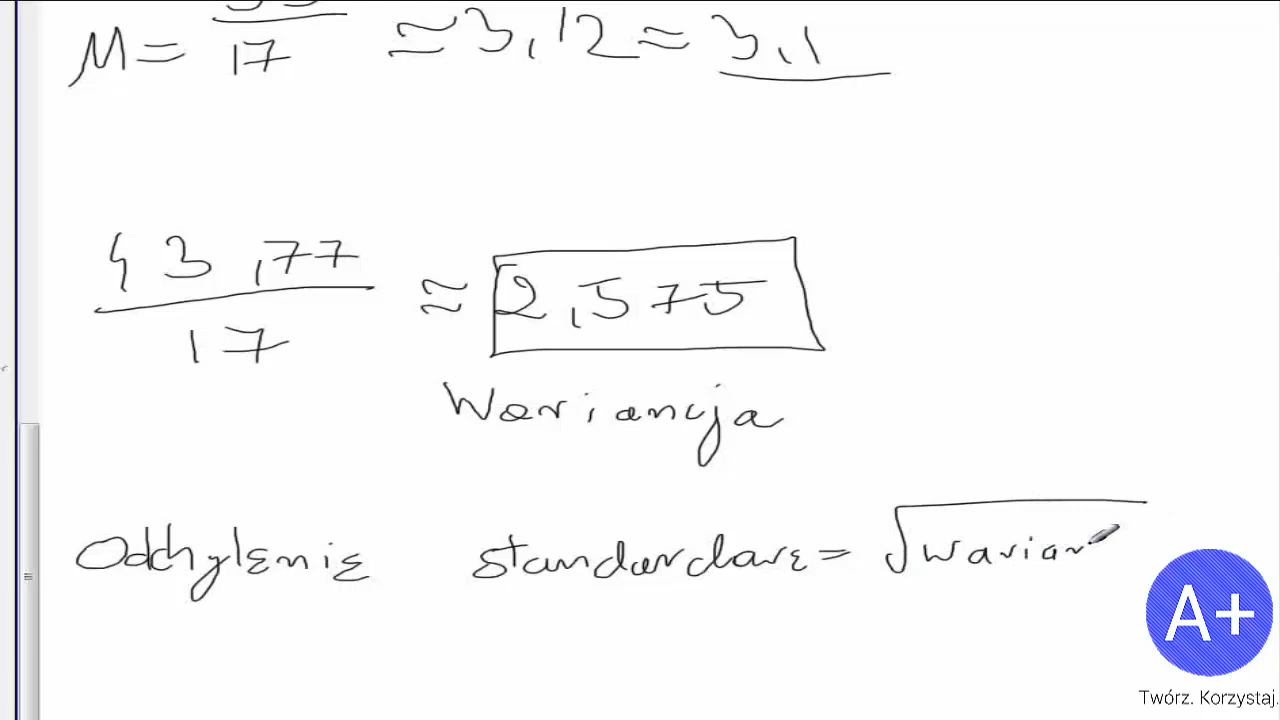 M = 17 ≈ 3,12 ≈ 3,1
43,77
17
≈ 2,575
Wariancja
Odchylenie standardowe = √warian
A+
Twórz. Korzystaj.